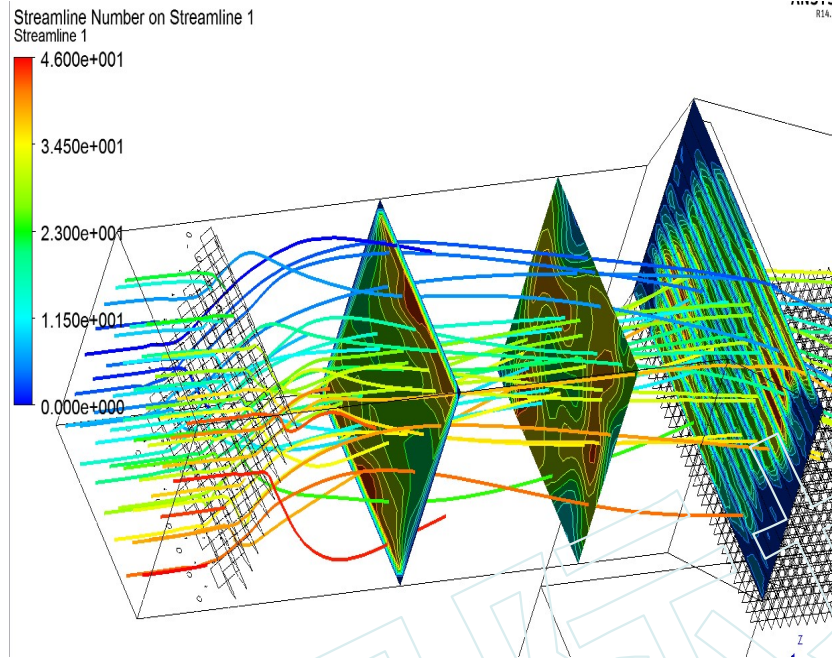 Streamline Number on Streamline 1
Streamline 1
4.600e+001
3.450e+001
2.300e+001
1.150e+001
0.000e+000
R14.
Z